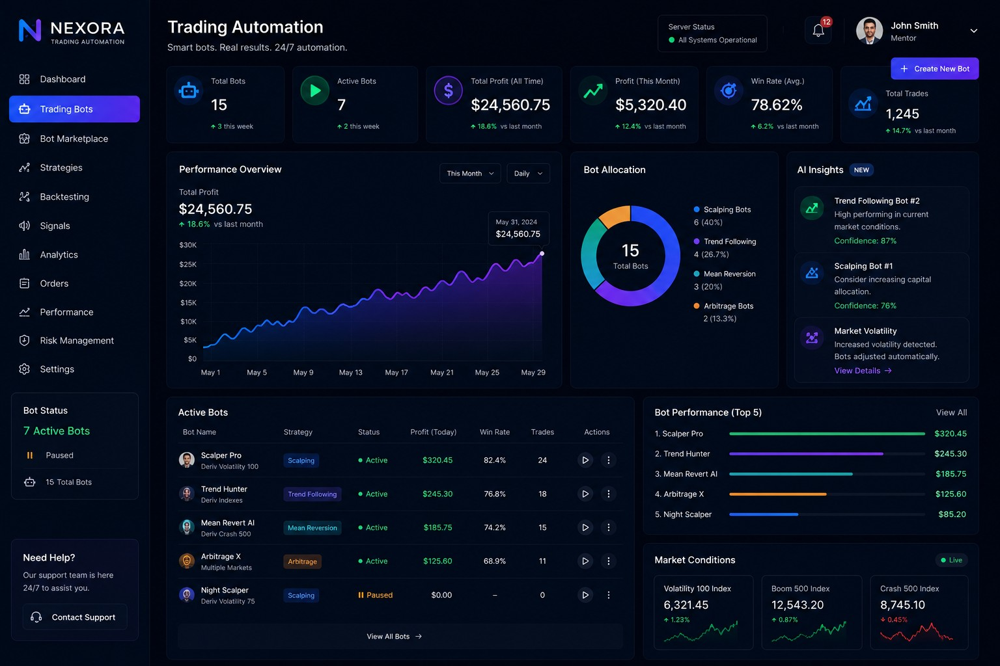 NEXORA
TRADING AUTOMATION
Dashboard
Trading Bots
Bot Marketplace
Strategies
Backtesting
Signals
Analytics
Orders
Performance
Risk Management
Settings
Bot Status
7 Active Bots
Paused
15 Total Bots
Need Help?
Our support team is here
24/7 to assist you.
Contact Support
Trading Automation
Smart bots. Real results. 24/7 automation.
Server Status
All Systems Operational
12
John Smith
Mentor
+ Create New Bot
Total Bots
15
↑ 3 this week
Active Bots
7
↑ 2 this week
Total Profit (All Time)
$24,560.75
↑ 18.6% vs last month
Profit (This Month)
$5,320.40
↑ 12.4% vs last month
Win Rate (Avg.)
78.62%
↑ 6.2% vs last month
Total Trades
1,245
↑ 14.7% vs last month
Performance Overview
This Month
Daily
Total Profit
$24,560.75
↑ 18.6% vs last month
May 31, 2024
$24,560.75
$30K
$25K
$20K
$15K
$10K
$5K
$0
May 1 May 5 May 9 May 13 May 17 May 21 May 25 May 29
Bot Allocation
15
Total Bots
Scalping Bots
6 (40%)
Trend Following
4 (26.7%)
Mean Reversion
3 (20%)
Arbitrage Bots
2 (13.3%)
AI Insights NEW
Trend Following Bot #2
High performing in current
market conditions.
Confidence: 87%
Scalping Bot #1
Consider increasing capital
allocation.
Confidence: 76%
Market Volatility
Increased volatility detected.
Bots adjusted automatically.
View Details →
Active Bots
Bot Name Strategy Status Profit (Today) Win Rate Trades Actions
Scalper Pro
Deriv Volatility 100
Scalping Active $320.45 82.4% 24
Trend Hunter
Deriv Indexes
Trend Following Active $245.30 76.8% 18
Mean Revert AI
Deriv Crash 500
Mean Reversion Active $185.75 74.2% 15
Arbitrage X
Multiple Markets
Arbitrage Active $125.60 68.9% 11
Night Scalper
Deriv Volatility 75
Scalping Paused $0.00 – 0
View All Bots →
Bot Performance (Top 5) View All
1. Scalper Pro $320.45
2. Trend Hunter $245.30
3. Mean Revert AI $185.75
4. Arbitrage X $125.60
5. Night Scalper $85.20
Market Conditions Live
Volatility 100 Index
6,321.45
↑ 1.23%
Boom 500 Index
12,543.20
↑ 0.87%
Crash 500 Index
8,745.10
↓ 0.45%